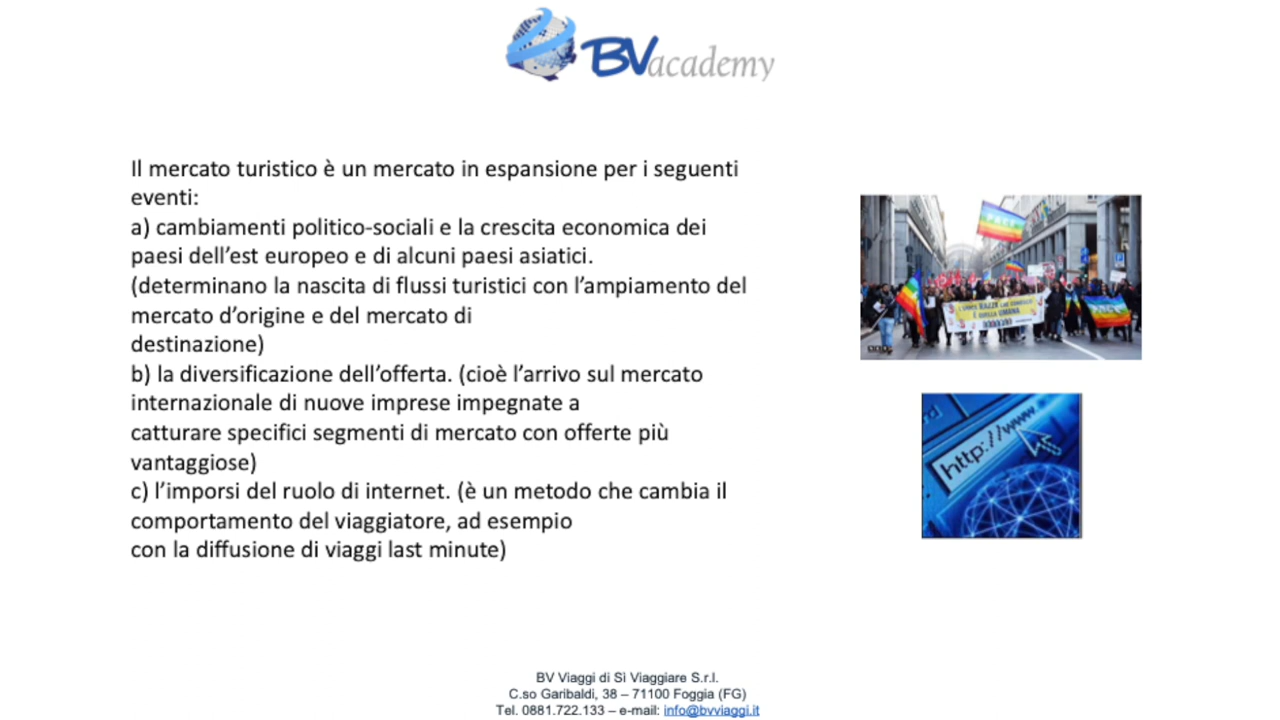 BVacademy
Il mercato turistico è un mercato in espansione per i seguenti
eventi:
a) cambiamenti politico-sociali e la crescita economica dei
paesi dell’est europeo e di alcuni paesi asiatici.
(determinano la nascita di flussi turistici con l’ampiamento del
mercato d’origine e del mercato di
destinazione)
b) la diversificazione dell’offerta. (cioè l’arrivo sul mercato
internazionale di nuove imprese impegnate a
catturare specifici segmenti di mercato con offerte più
vantaggiose)
c) l’imporsi del ruolo di internet. (è un metodo che cambia il
comportamento del viaggiatore, ad esempio
con la diffusione di viaggi last minute)
PACE
È QUELLA UMANA
http://www
BV Viaggi di Sì Viaggiare S.r.l.
C.so Garibaldi, 38 – 71100 Foggia (FG)
Tel. 0881.722.133 – e-mail: info@bvviaggi.it